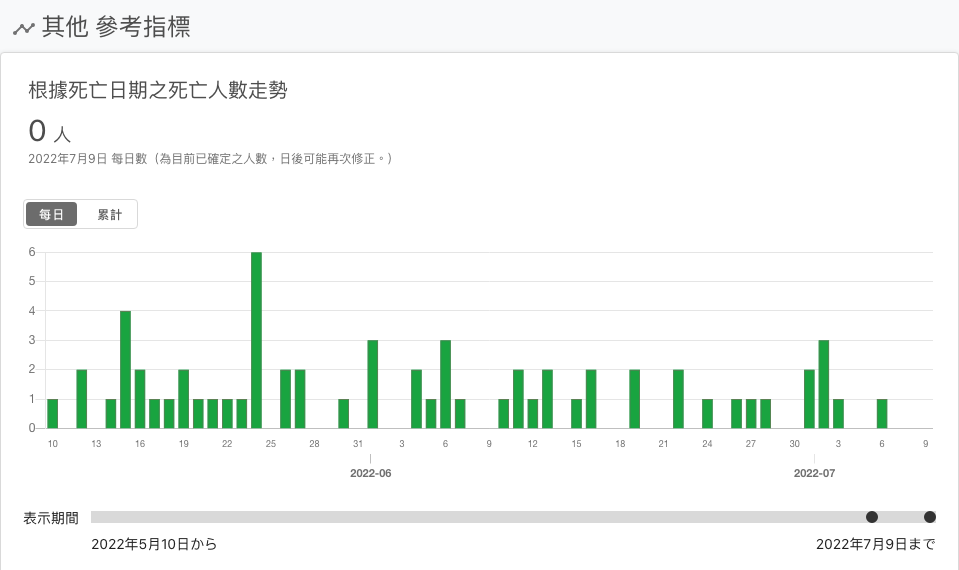 其他 參考指標
根據死亡日期之死亡人數走勢
0 人
2022年7月9日 每日數（為目前已確定之人數，日後可能再次修正。）
每日 累計
6
5
4
3
2
1
0
10 13 16 19 22 25 28 31 3 6 9 12 15 18 21 24 27 30 3 6 9
2022-06 2022-07
表示期間
2022年5月10日から 2022年7月9日まで